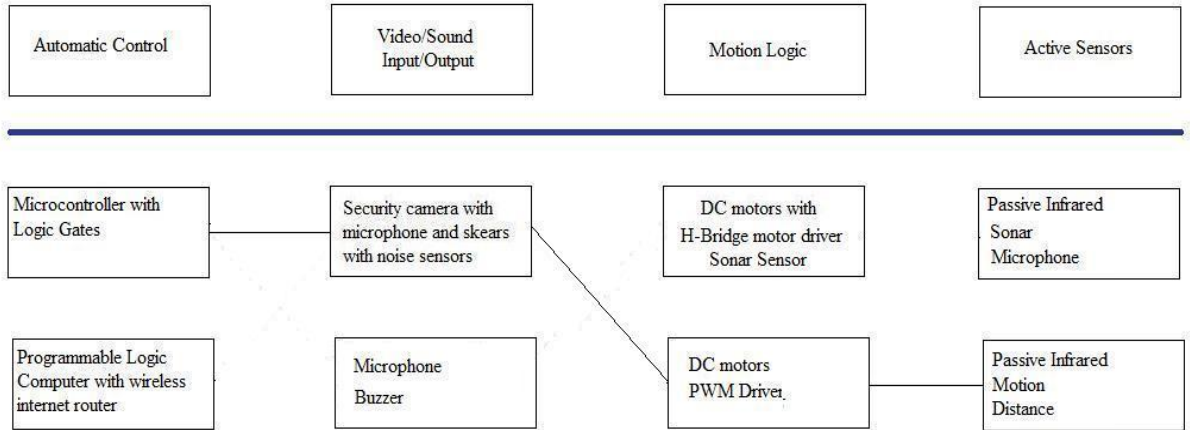 Automatic Control
Video/Sound
Input/Output
Motion Logic
Active Sensors
Microcontroller with
Logic Gates
Security camera with
microphone and skears
with noise sensors
DC motors with
H-Bridge motor driver
Sonar Sensor
Passive Infrared
Sonar
Microphone
Programmable Logic
Computer with wireless
internet router
Microphone
Buzzer
DC motors
PWM Driver
Passive Infrared
Motion
Distance